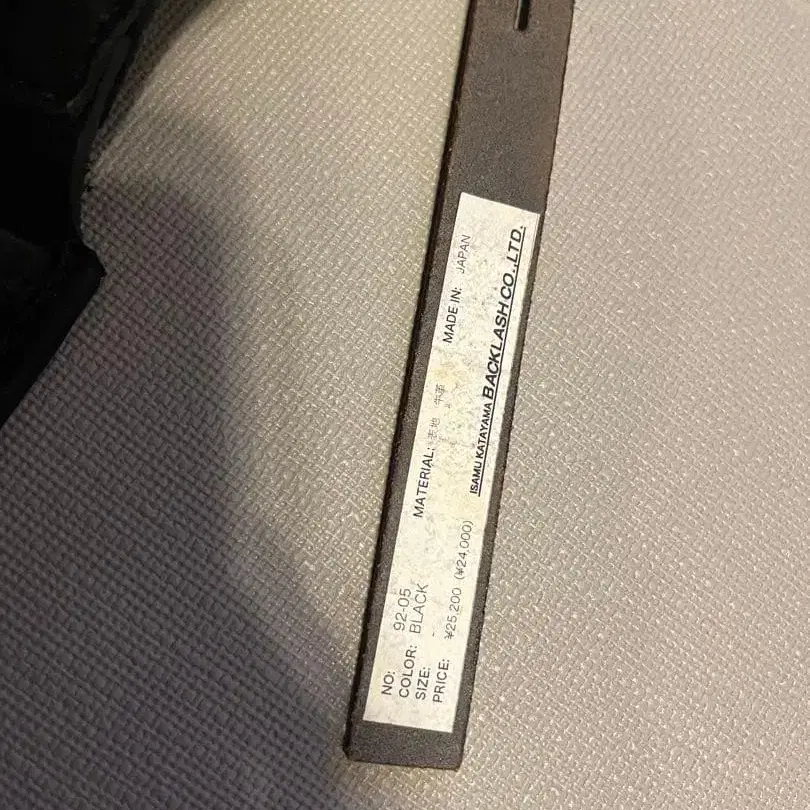 NO: 92-05
COLOR: BLACK
SIZE: -
PRICE: ¥25,200 (¥24,000)
MATERIAL: 表地 牛革
MADE IN: JAPAN
ISAMU KATAYAMA BACKLASH CO.,LTD.